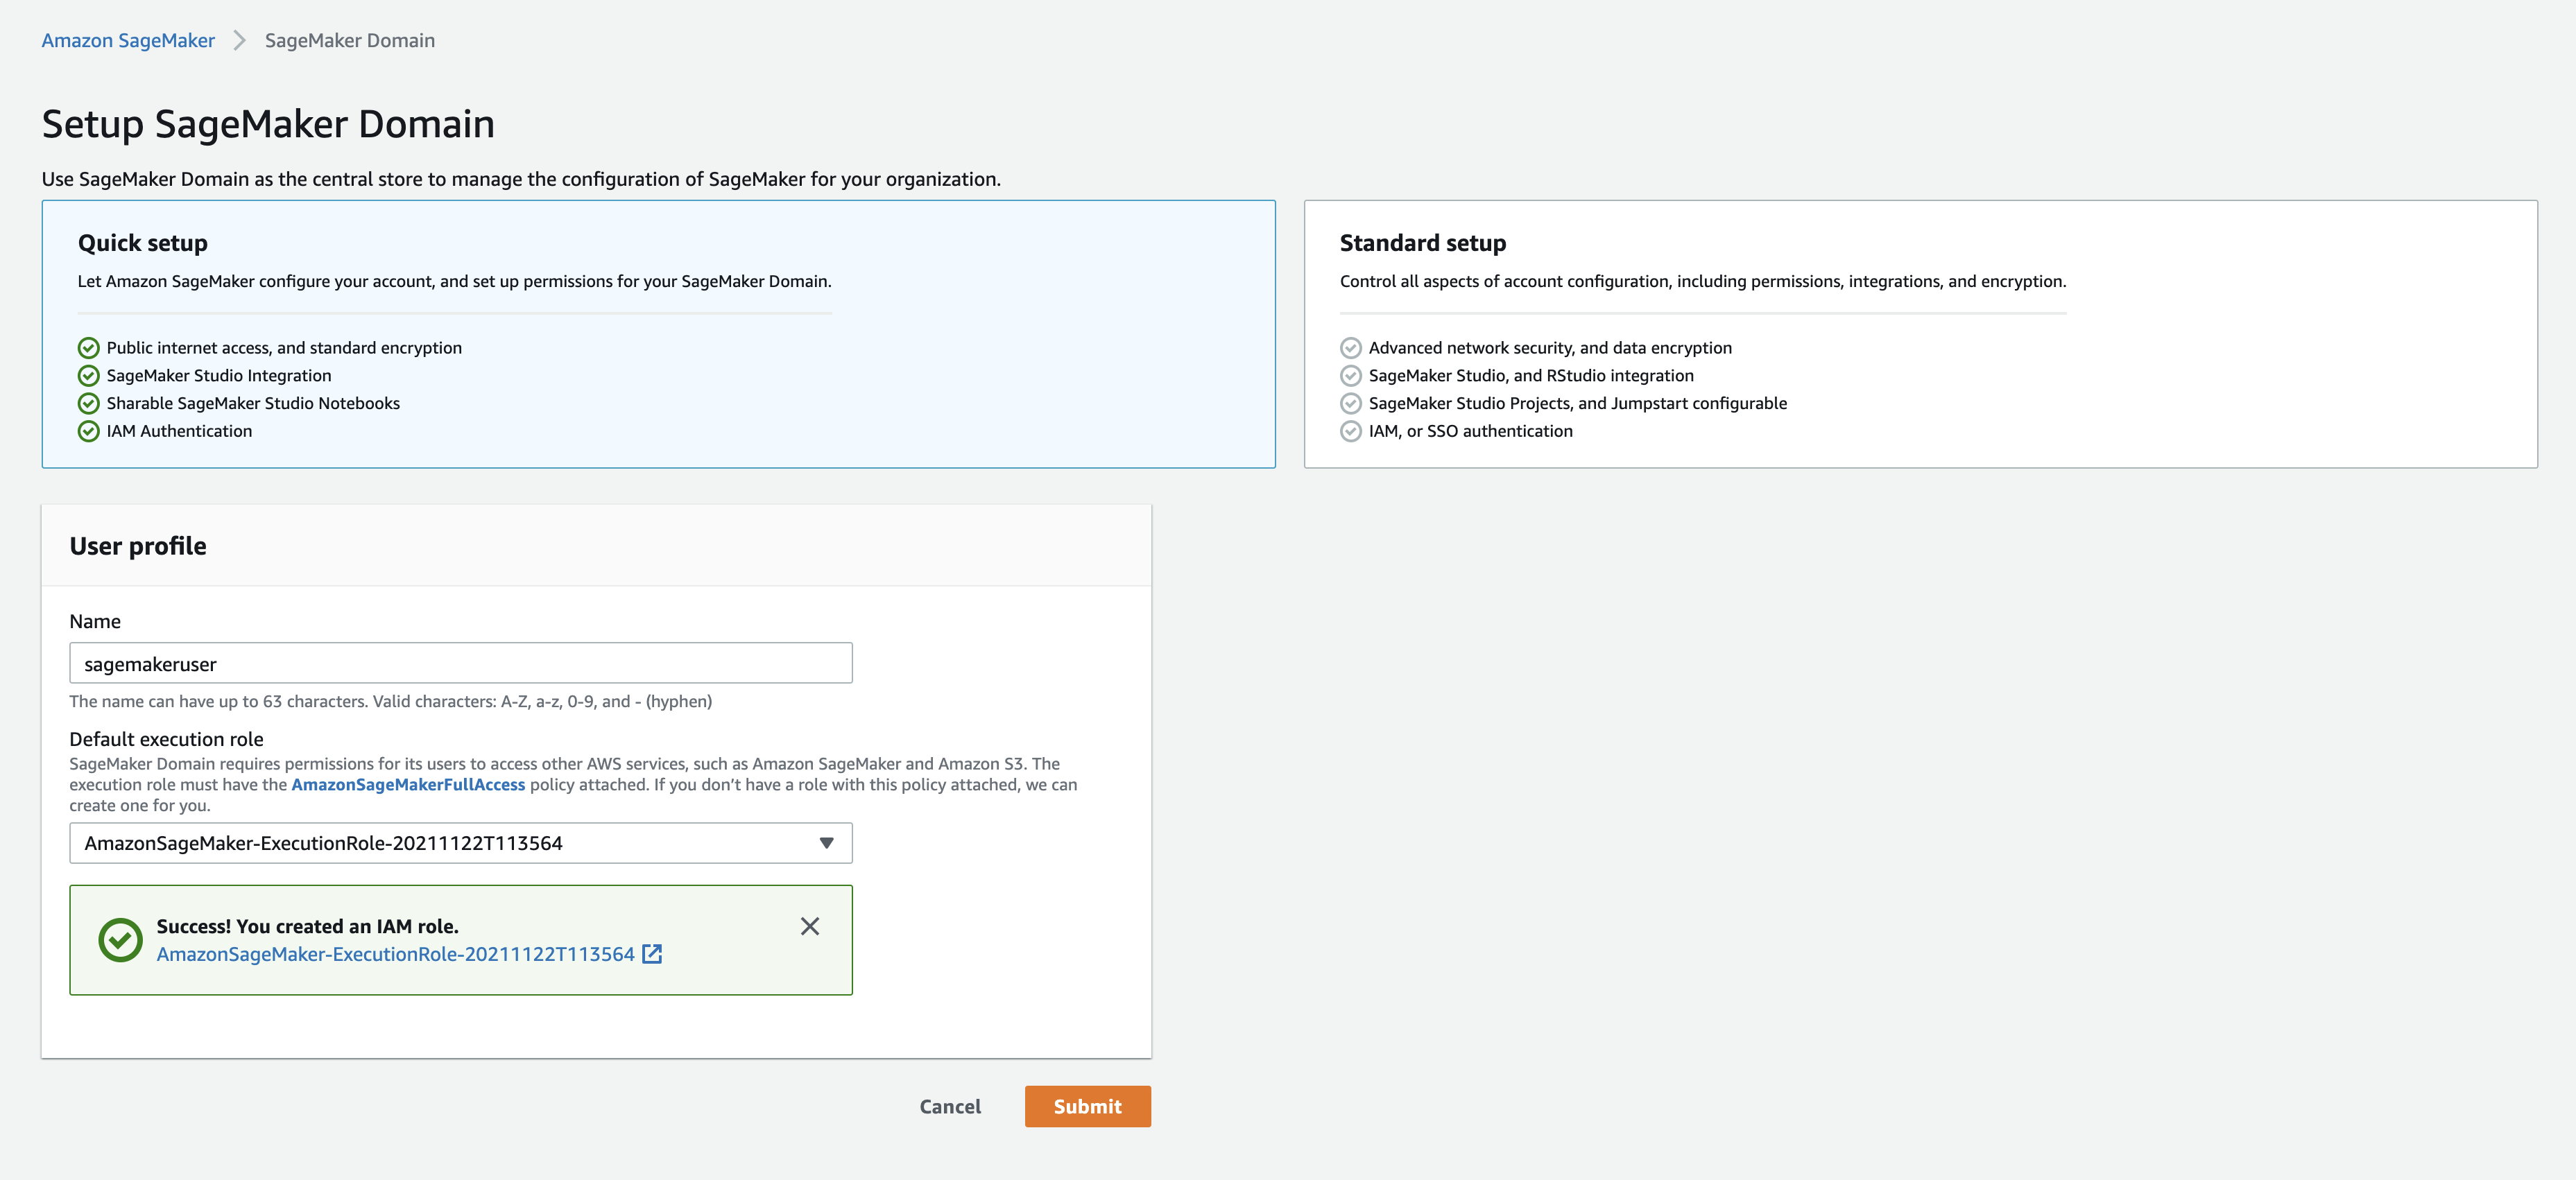 Amazon SageMaker > SageMaker Domain
Setup SageMaker Domain
Use SageMaker Domain as the central store to manage the configuration of SageMaker for your organization.
Quick setup
Let Amazon SageMaker configure your account, and set up permissions for your SageMaker Domain.
Public internet access, and standard encryption
SageMaker Studio Integration
Sharable SageMaker Studio Notebooks
IAM Authentication
Standard setup
Control all aspects of account configuration, including permissions, integrations, and encryption.
Advanced network security, and data encryption
SageMaker Studio, and RStudio integration
SageMaker Studio Projects, and Jumpstart configurable
IAM, or SSO authentication
User profile
Name
sagemakeruser
The name can have up to 63 characters. Valid characters: A-Z, a-z, 0-9, and - (hyphen)
Default execution role
SageMaker Domain requires permissions for its users to access other AWS services, such as Amazon SageMaker and Amazon S3. The
execution role must have the AmazonSageMakerFullAccess policy attached. If you don’t have a role with this policy attached, we can
create one for you.
AmazonSageMaker-ExecutionRole-20211122T113564
Success! You created an IAM role.
AmazonSageMaker-ExecutionRole-20211122T113564
Cancel
Submit